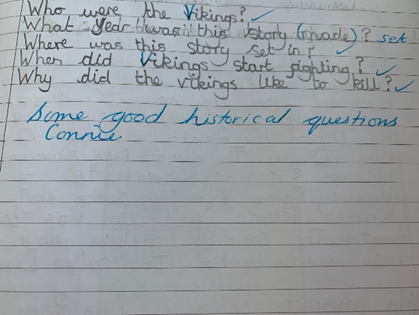 Who were the Vikings? ✓
What year was this story (made)? set
Where was this story set in? ✓
When did Vikings start fighting? ✓
Why did the vikings like to kill? ✓
Some good historical questions
Connie